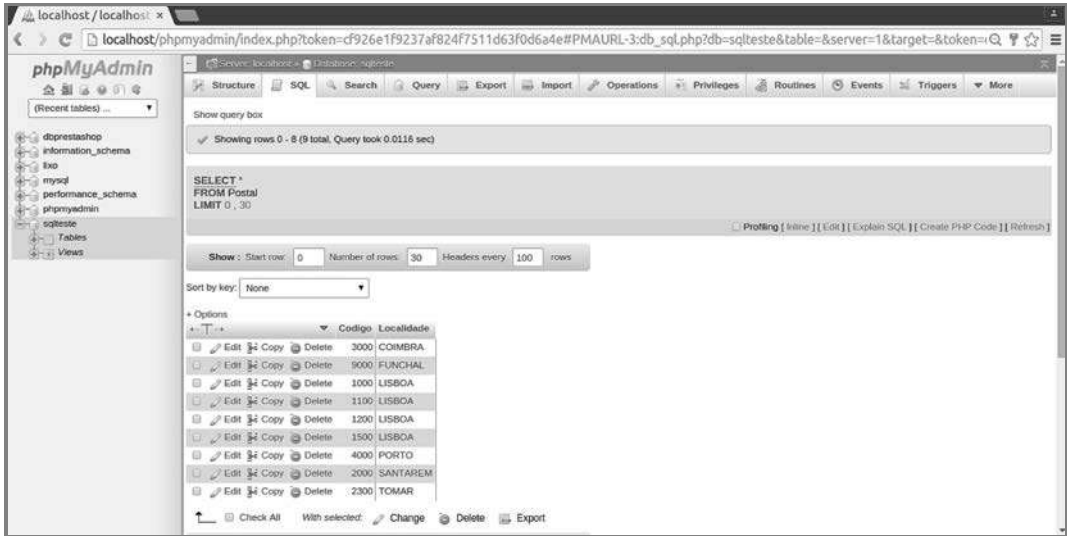 localhost / localhost ×
localhost/phpmyadmin/index.php?token=cf926e1f9237af824f7511d63f0d6a4e#PMAURL-3:db_sql.php?db=sqlteste&table=&server=1&target=&token=
phpMyAdmin
(Recent tables) ...
dbprestashop
information_schema
lixo
mysql
performance_schema
phpmyadmin
sqlteste
Tables
Views
Server: localhost » Database: sqlteste
Structure SQL Search Query Export Import Operations Privileges Routines Events Triggers More
Show query box
Showing rows 0 - 8 (9 total, Query took 0.0116 sec)
SELECT *
FROM Postal
LIMIT 0 , 30
Profiling [ Inline ] [ Edit ] [ Explain SQL ] [ Create PHP Code ] [ Refresh ]
Show : Start row: 0 Number of rows: 30 Headers every 100 rows
Sort by key: None
+ Options
←T→ Codigo Localidade
Edit Copy Delete 3000 COIMBRA
Edit Copy Delete 9000 FUNCHAL
Edit Copy Delete 1000 LISBOA
Edit Copy Delete 1100 LISBOA
Edit Copy Delete 1200 LISBOA
Edit Copy Delete 1500 LISBOA
Edit Copy Delete 4000 PORTO
Edit Copy Delete 2000 SANTAREM
Edit Copy Delete 2300 TOMAR
Check All With selected: Change Delete Export